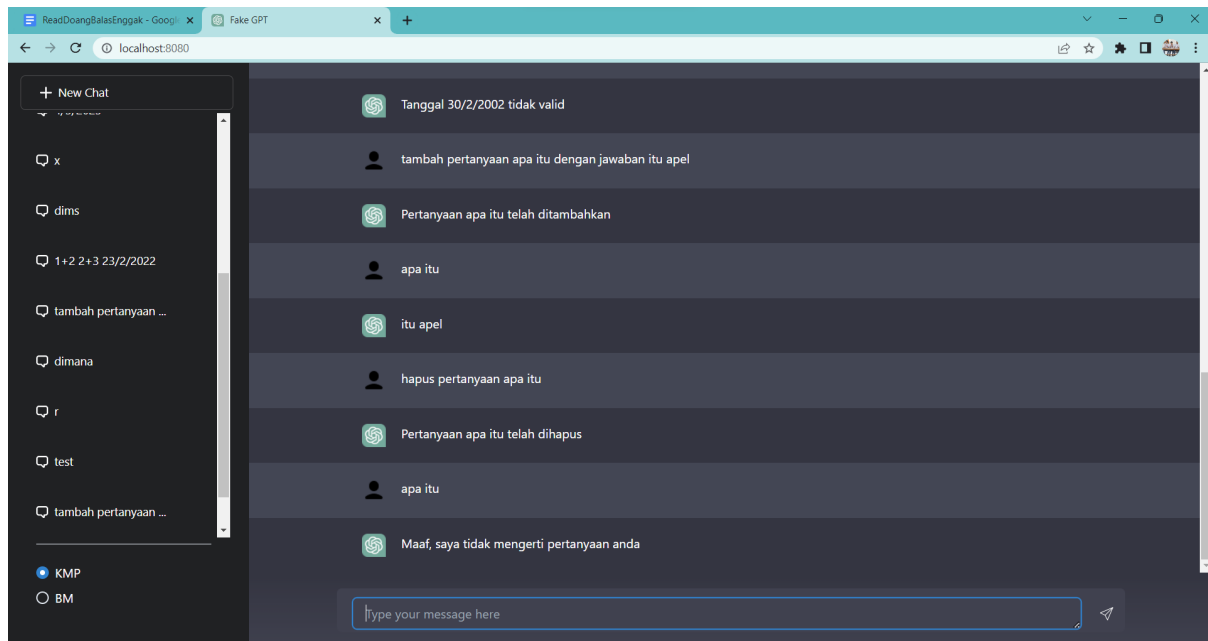 ReadDoangBalasEnggak - Googl
Fake GPT
localhost:8080
+ New Chat
x
dims
1+2 2+3 23/2/2022
tambah pertanyaan ...
dimana
r
test
tambah pertanyaan ...
KMP
BM
Tanggal 30/2/2002 tidak valid
tambah pertanyaan apa itu dengan jawaban itu apel
Pertanyaan apa itu telah ditambahkan
apa itu
itu apel
hapus pertanyaan apa itu
Pertanyaan apa itu telah dihapus
apa itu
Maaf, saya tidak mengerti pertanyaan anda
Type your message here